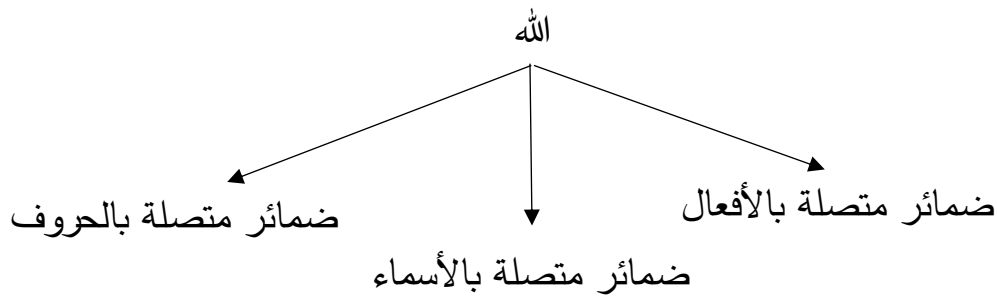 الله
ضمائر متصلة بالأفعال
ضمائر متصلة بالأسماء
ضمائر متصلة بالحروف